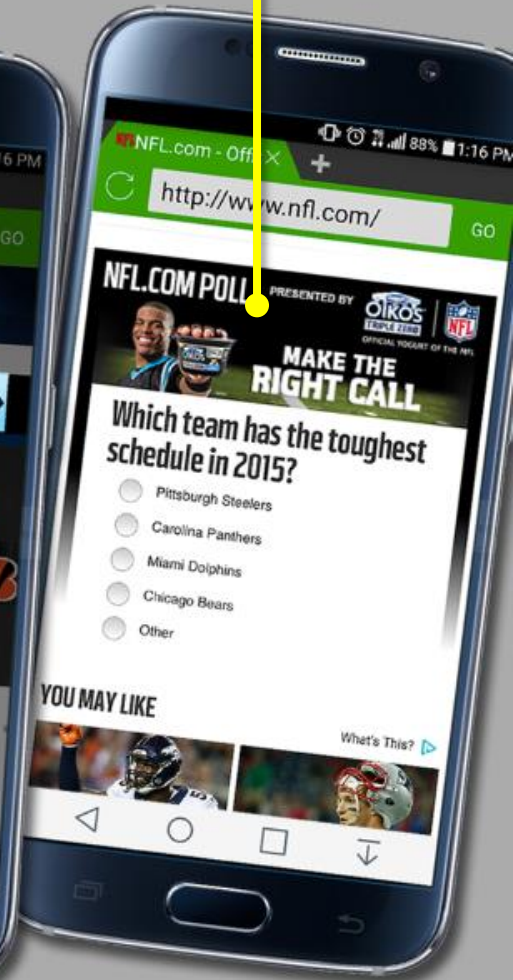 6 PM
GO
88% 1:16 PM
NFL.com - Off
http://www.nfl.com/
GO
NFL.COM POLL
PRESENTED BY
OIKOS
TRIPLE ZERO
NFL
OFFICIAL YOGURT OF THE NFL
OIKOS
MAKE THE
RIGHT CALL
Which team has the toughest
schedule in 2015?
Pittsburgh Steelers
Carolina Panthers
Miami Dolphins
Chicago Bears
Other
YOU MAY LIKE
What's This?